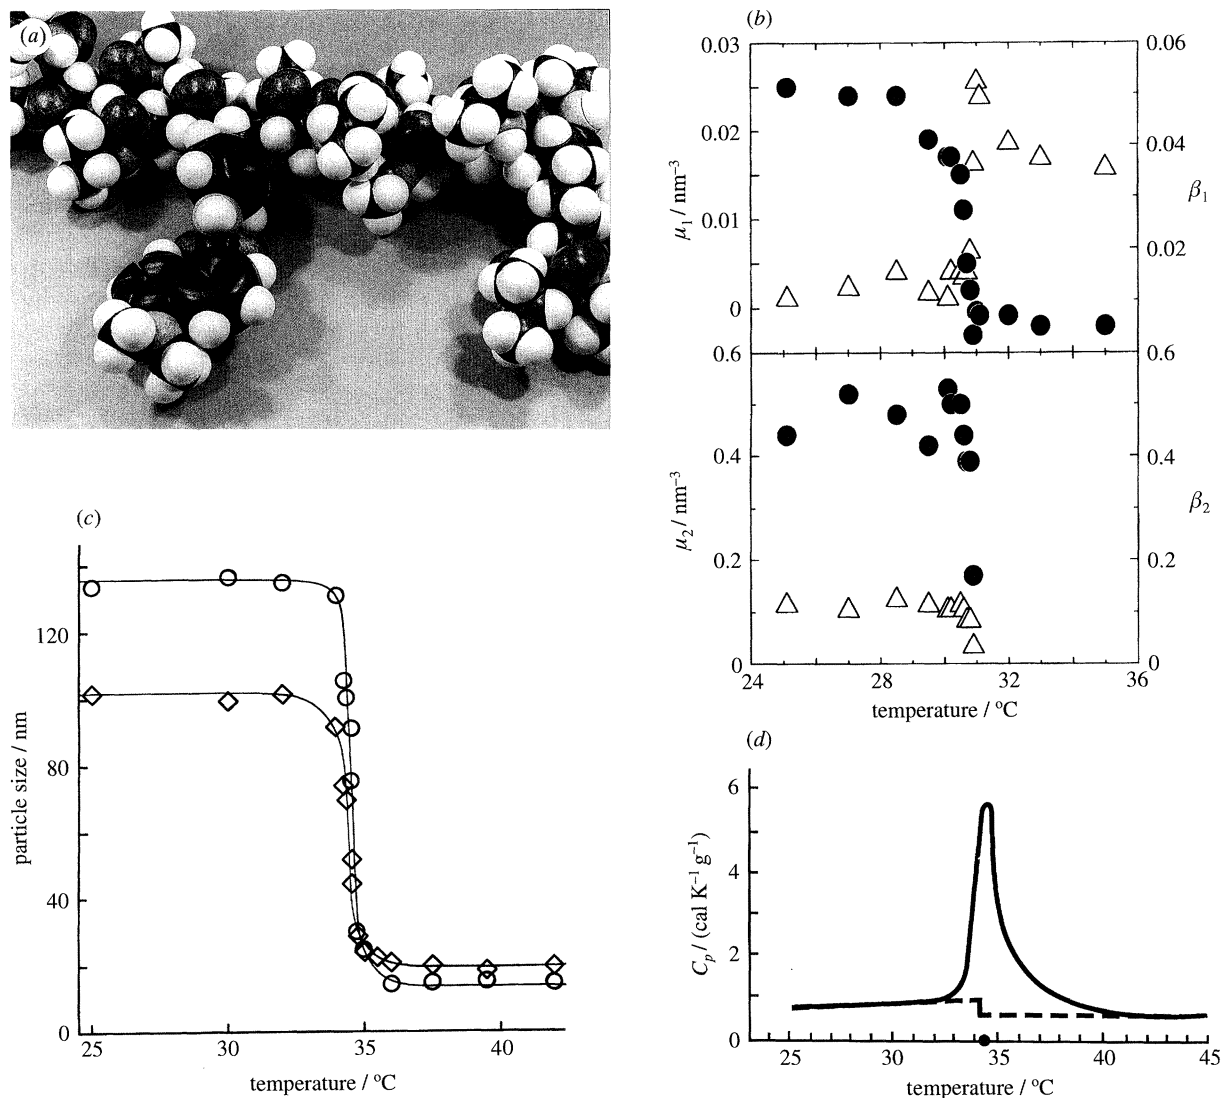 (a)
(b)
0.03
0.02
0.01
0
0.6
μ1 / nm−3
0.06
0.04
0.02
0.6
β1
0.4
0.2
0
μ2 / nm−3
0.4
0.2
0
β2
24
28
32
36
temperature / °C
(c)
120
80
40
0
particle size / nm
25
30
35
40
temperature / °C
(d)
6
4
2
0
Cp / (cal K−1 g−1)
25
30
35
40
45
temperature / °C